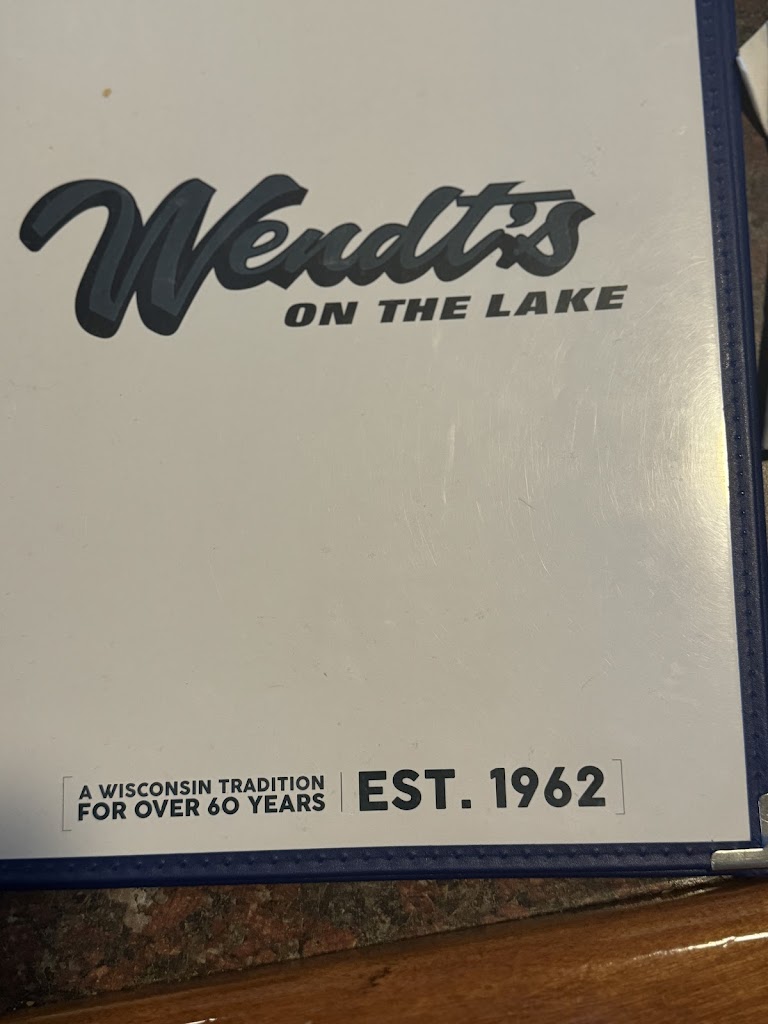 Wendt's
ON THE LAKE
A WISCONSIN TRADITION
FOR OVER 60 YEARS
EST. 1962